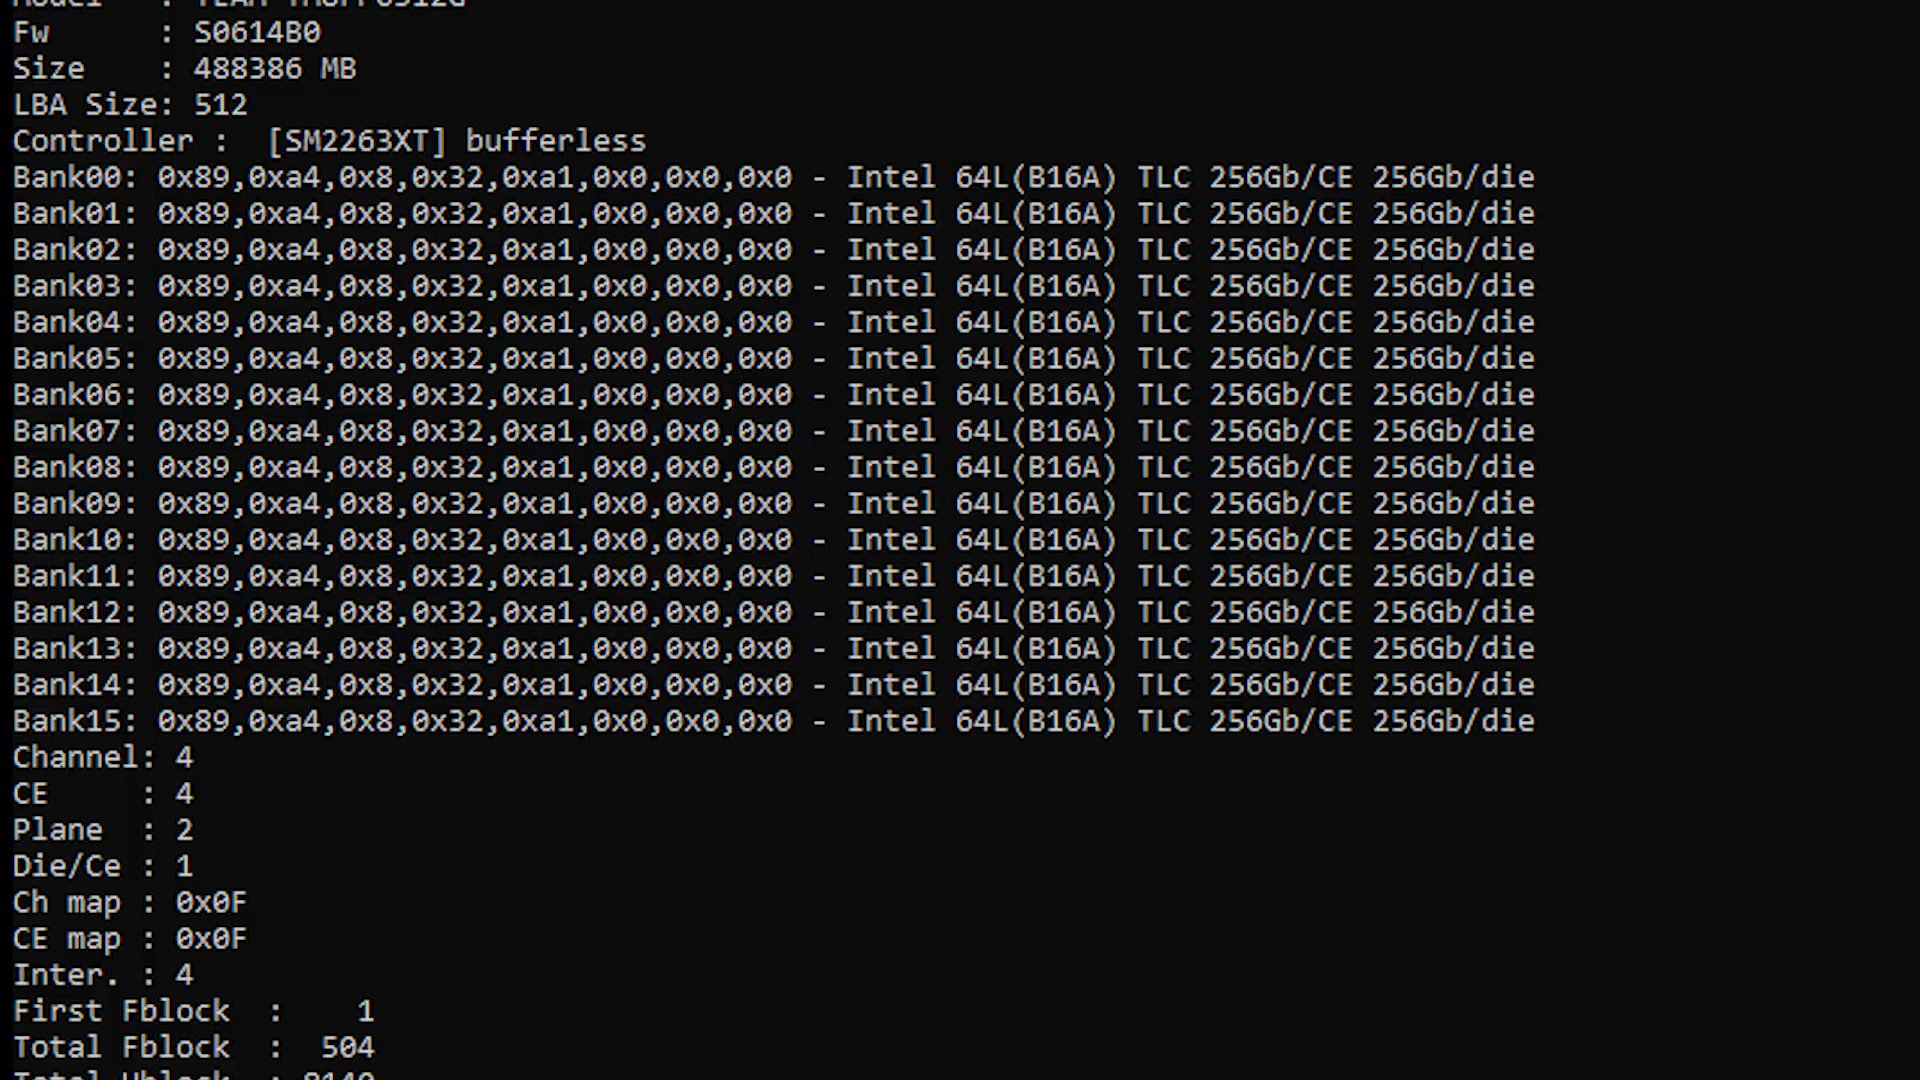 Fw      : S0614B0
Size    : 488386 MB
LBA Size: 512
Controller :  [SM2263XT] bufferless
Bank00: 0x89,0xa4,0x8,0x32,0xa1,0x0,0x0,0x0 - Intel 64L(B16A) TLC 256Gb/CE 256Gb/die
Bank01: 0x89,0xa4,0x8,0x32,0xa1,0x0,0x0,0x0 - Intel 64L(B16A) TLC 256Gb/CE 256Gb/die
Bank02: 0x89,0xa4,0x8,0x32,0xa1,0x0,0x0,0x0 - Intel 64L(B16A) TLC 256Gb/CE 256Gb/die
Bank03: 0x89,0xa4,0x8,0x32,0xa1,0x0,0x0,0x0 - Intel 64L(B16A) TLC 256Gb/CE 256Gb/die
Bank04: 0x89,0xa4,0x8,0x32,0xa1,0x0,0x0,0x0 - Intel 64L(B16A) TLC 256Gb/CE 256Gb/die
Bank05: 0x89,0xa4,0x8,0x32,0xa1,0x0,0x0,0x0 - Intel 64L(B16A) TLC 256Gb/CE 256Gb/die
Bank06: 0x89,0xa4,0x8,0x32,0xa1,0x0,0x0,0x0 - Intel 64L(B16A) TLC 256Gb/CE 256Gb/die
Bank07: 0x89,0xa4,0x8,0x32,0xa1,0x0,0x0,0x0 - Intel 64L(B16A) TLC 256Gb/CE 256Gb/die
Bank08: 0x89,0xa4,0x8,0x32,0xa1,0x0,0x0,0x0 - Intel 64L(B16A) TLC 256Gb/CE 256Gb/die
Bank09: 0x89,0xa4,0x8,0x32,0xa1,0x0,0x0,0x0 - Intel 64L(B16A) TLC 256Gb/CE 256Gb/die
Bank10: 0x89,0xa4,0x8,0x32,0xa1,0x0,0x0,0x0 - Intel 64L(B16A) TLC 256Gb/CE 256Gb/die
Bank11: 0x89,0xa4,0x8,0x32,0xa1,0x0,0x0,0x0 - Intel 64L(B16A) TLC 256Gb/CE 256Gb/die
Bank12: 0x89,0xa4,0x8,0x32,0xa1,0x0,0x0,0x0 - Intel 64L(B16A) TLC 256Gb/CE 256Gb/die
Bank13: 0x89,0xa4,0x8,0x32,0xa1,0x0,0x0,0x0 - Intel 64L(B16A) TLC 256Gb/CE 256Gb/die
Bank14: 0x89,0xa4,0x8,0x32,0xa1,0x0,0x0,0x0 - Intel 64L(B16A) TLC 256Gb/CE 256Gb/die
Bank15: 0x89,0xa4,0x8,0x32,0xa1,0x0,0x0,0x0 - Intel 64L(B16A) TLC 256Gb/CE 256Gb/die
Channel: 4
CE     : 4
Plane  : 2
Die/Ce : 1
Ch map : 0x0F
CE map : 0x0F
Inter. : 4
First Fblock  :    1
Total Fblock  :  504